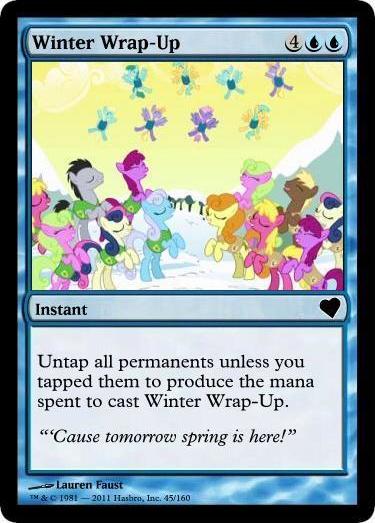 Winter Wrap-Up 4
Instant
Untap all permanents unless you
tapped them to produce the mana
spent to cast Winter Wrap-Up.
“‘Cause tomorrow spring is here!”
Lauren Faust
™ & © 1981 — 2011 Hasbro, Inc. 45/160